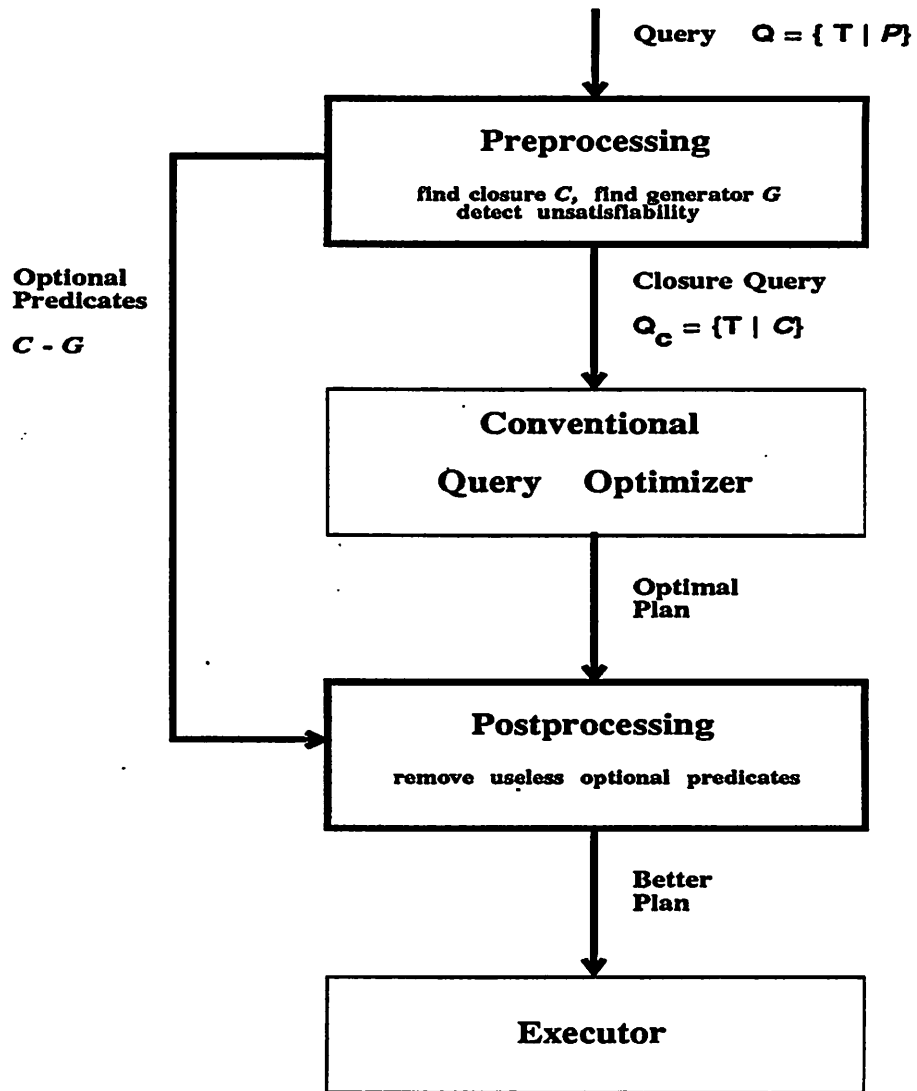 Query Q = { T | P}
Preprocessing
find closure C, find generator G
detect unsatisfiability
Optional
Predicates
C - G
Closure Query
Qc = {T | C}
Conventional
Query Optimizer
Optimal
Plan
Postprocessing
remove useless optional predicates
Better
Plan
Executor